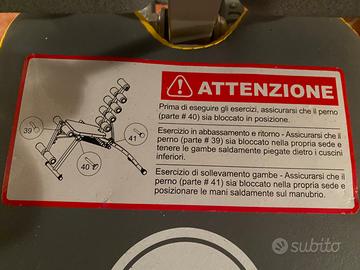 ATTENZIONE
Prima di eseguire gli esercizi, assicurarsi che il perno
(parte # 40) sia bloccato in posizione.
Esercizio in abbassamento e ritorno - Assicurarsi che il
perno (parte # 39) sia bloccato nella propria sede e
tenere le gambe saldamente piegate dietro i cuscini
inferiori.
Esercizio di sollevamento gambe - Assicurarsi che il
perno (parte # 41) sia bloccato nella propria sede e
posizionare le mani saldamente sul manubrio.
39
41
40
subito